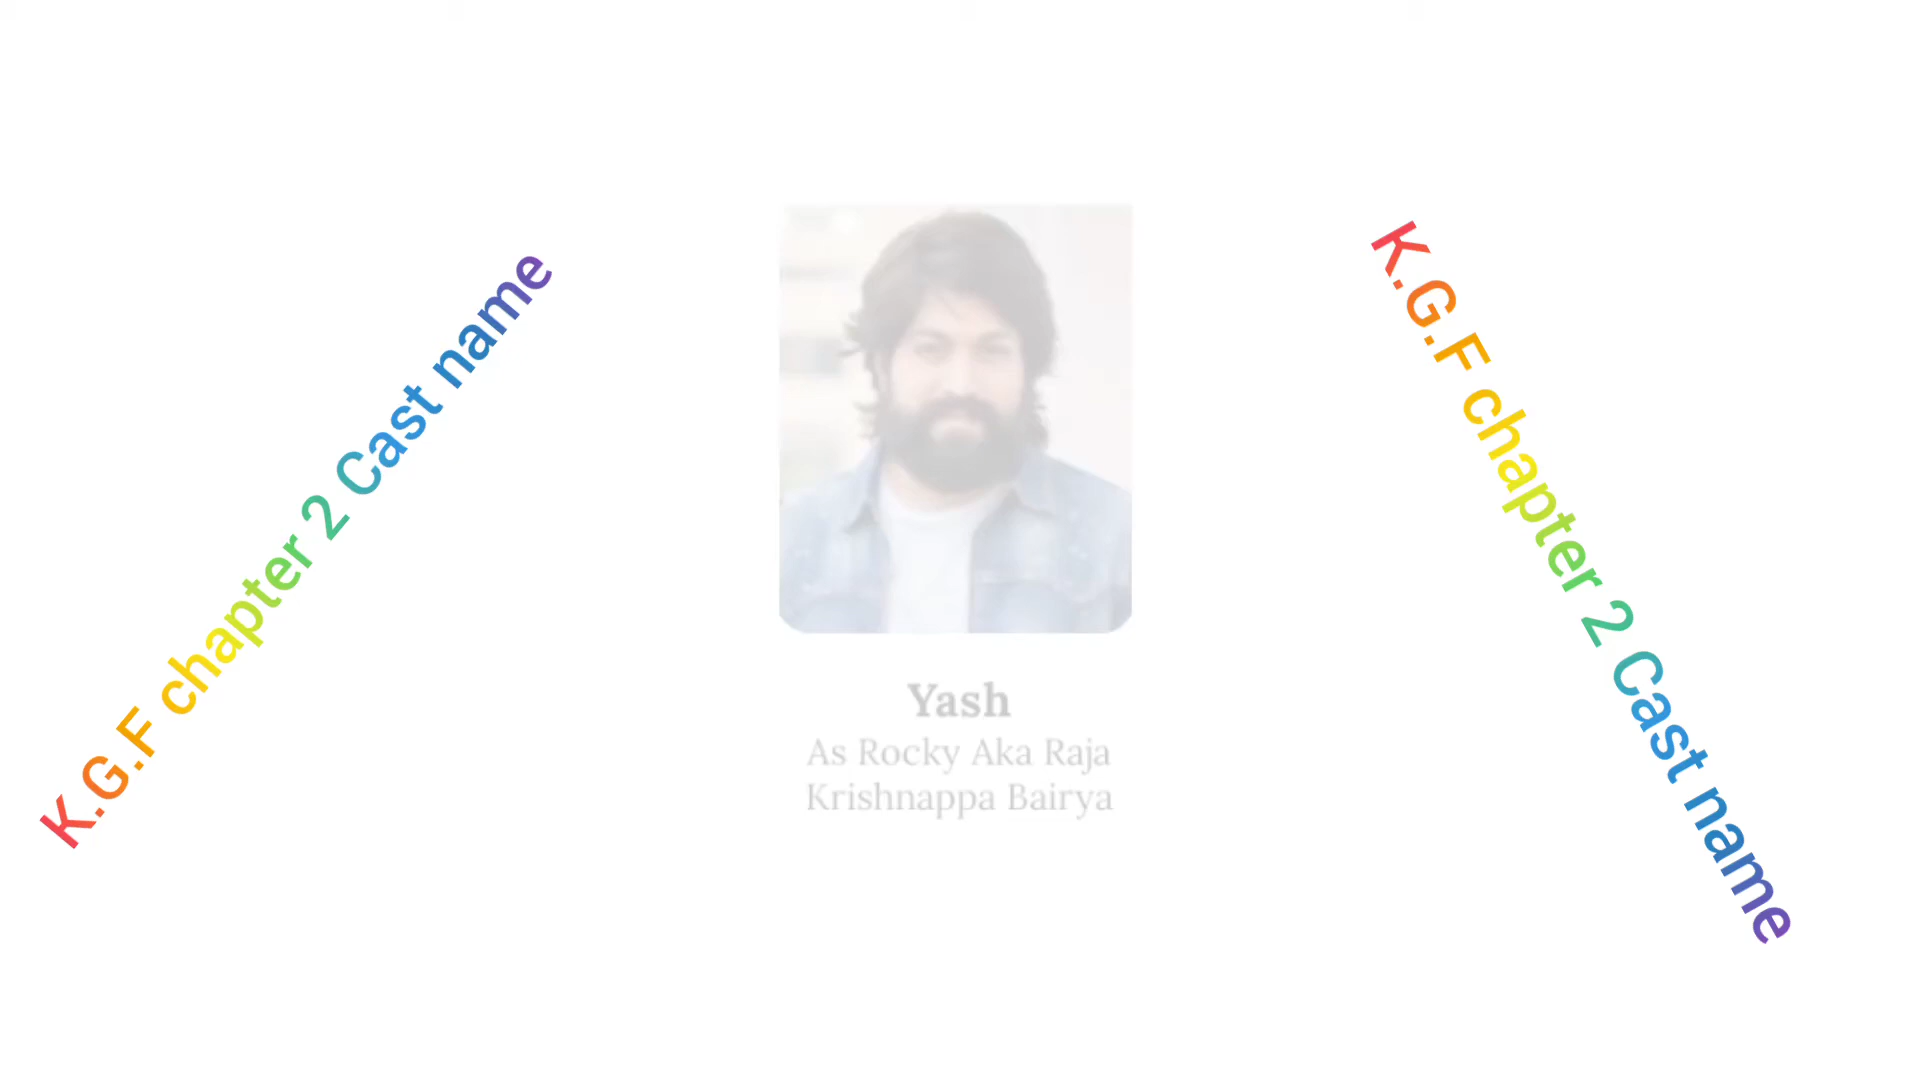 K.G.F chapter 2 Cast name
K.G.F chapter 2 Cast name
Yash
As Rocky Aka Raja
Krishnappa Bairya